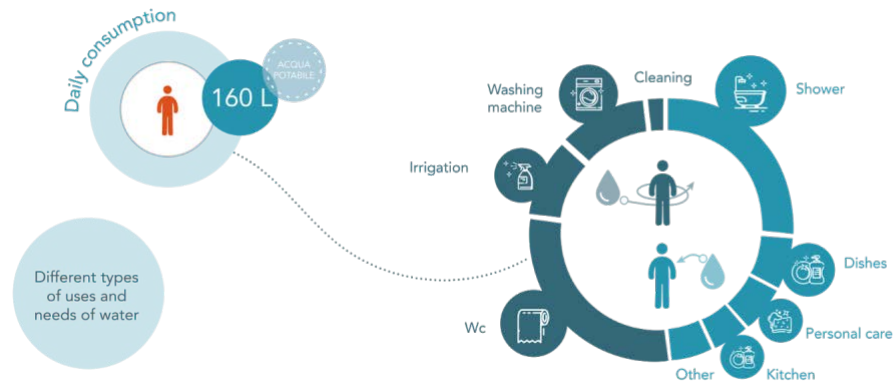 Daily consumption
160 L
ACQUA
POTABILE
Different types
of uses and
needs of water
Washing
machine
Cleaning
Shower
Irrigation
Dishes
Wc
Personal care
Other
Kitchen